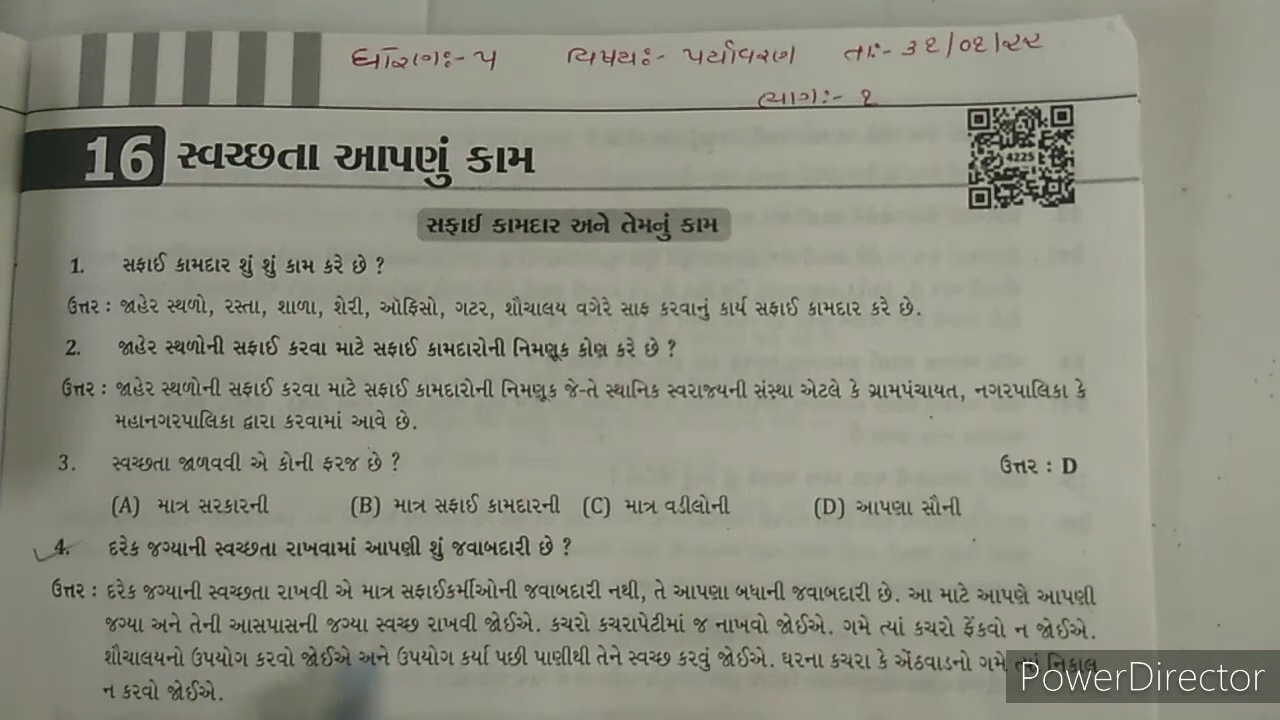 ધોરણઃ- ૫ વિષયઃ- પર્યાવરણ તાઃ- ૩૧/૦૧/૨૨
ભાગઃ- ૧
16 સ્વચ્છતા આપણું કામ
4225
સફાઈ કામદાર અને તેમનું કામ
1. સફાઈ કામદાર શું શું કામ કરે છે ?
ઉત્તર : જાહેર સ્થળો, રસ્તા, શાળા, શેરી, ઑફિસો, ગટર, શૌચાલય વગેરે સાફ કરવાનું કાર્ય સફાઈ કામદાર કરે છે.
2. જાહેર સ્થળોની સફાઈ કરવા માટે સફાઈ કામદારોની નિમણૂક કોણ કરે છે ?
ઉત્તર : જાહેર સ્થળોની સફાઈ કરવા માટે સફાઈ કામદારોની નિમણૂક જે-તે સ્થાનિક સ્વરાજ્યની સંસ્થા એટલે કે ગ્રામપંચાયત, નગરપાલિકા કે
મહાનગરપાલિકા દ્વારા કરવામાં આવે છે.
3. સ્વચ્છતા જાળવવી એ કોની ફરજ છે ? ઉત્તર : D
(A) માત્ર સરકારની (B) માત્ર સફાઈ કામદારની (C) માત્ર વડીલોની (D) આપણા સૌની
4. દરેક જગ્યાની સ્વચ્છતા રાખવામાં આપણી શું જવાબદારી છે ?
ઉત્તર : દરેક જગ્યાની સ્વચ્છતા રાખવી એ માત્ર સફાઈકર્મીઓની જવાબદારી નથી, તે આપણા બધાની જવાબદારી છે. આ માટે આપણે આપણી
જગ્યા અને તેની આસપાસની જગ્યા સ્વચ્છ રાખવી જોઈએ. કચરો કચરાપેટીમાં જ નાખવો જોઈએ. ગમે ત્યાં કચરો ફેંકવો ન જોઈએ.
શૌચાલયનો ઉપયોગ કરવો જોઈએ અને ઉપયોગ કર્યા પછી પાણીથી તેને સ્વચ્છ કરવું જોઈએ. ઘરના કચરા કે એંઠવાડનો ગમે ત્યાં નિકાલ
ન કરવો જોઈએ.
PowerDirector